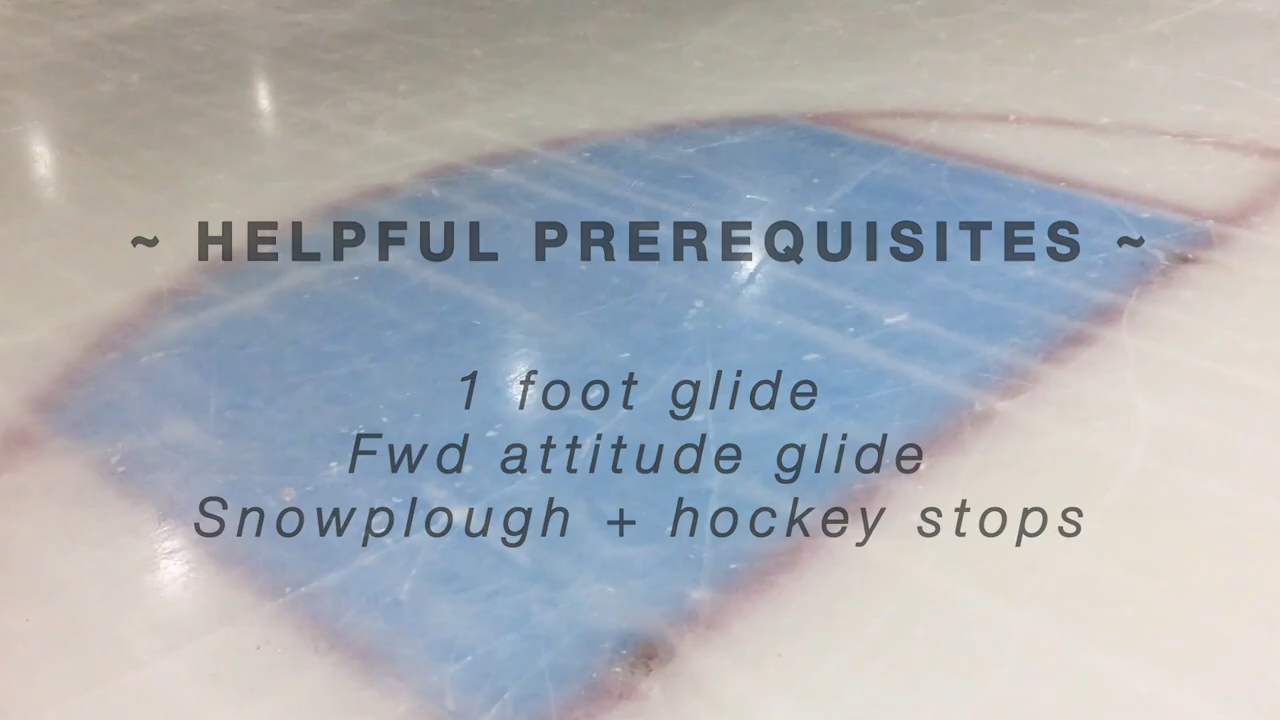 ~ HELPFUL PREREQUISITES ~
1 foot glide
Fwd attitude glide
Snowplough + hockey stops